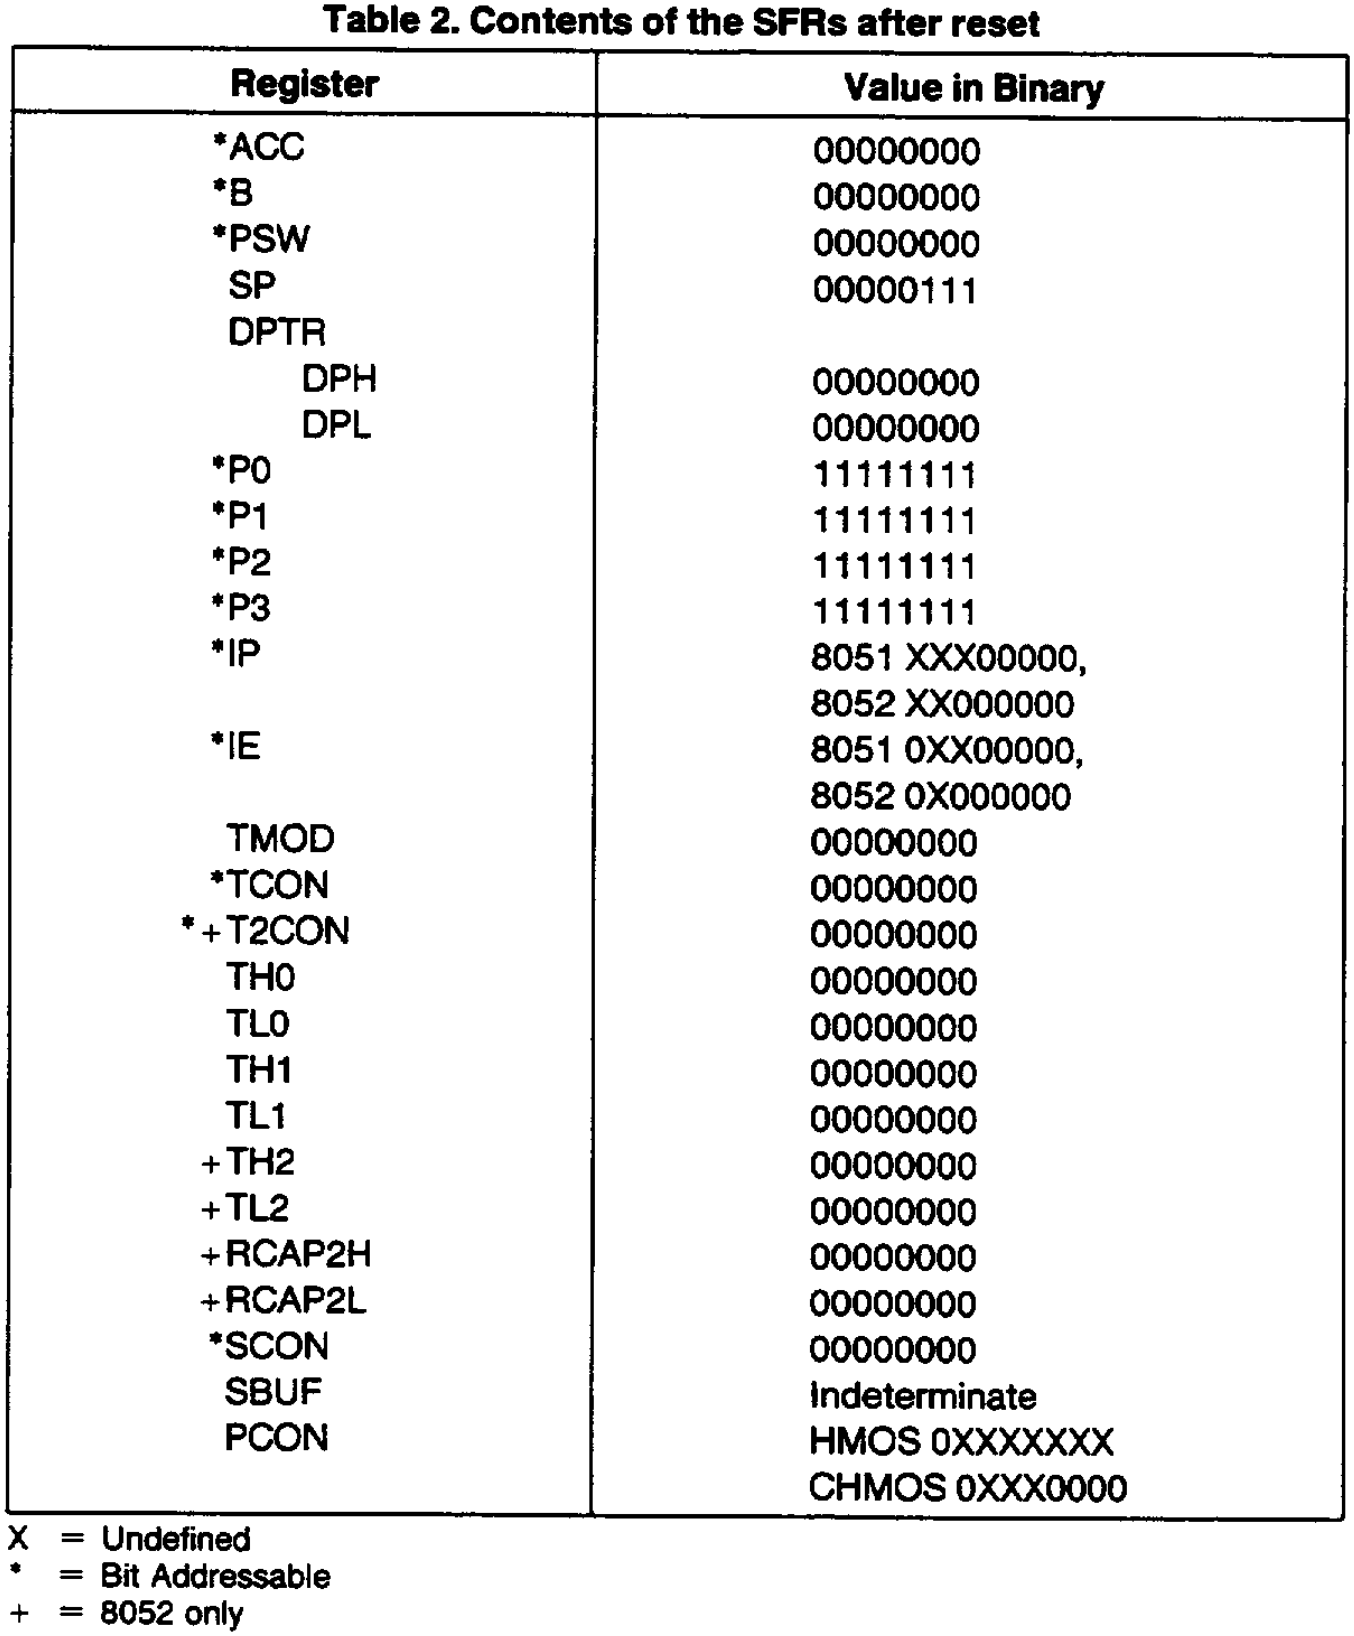 Table 2. Contents of the SFRs after reset
Register Value in Binary
*ACC 00000000
*B 00000000
*PSW 00000000
SP 00000111
DPTR
DPH 00000000
DPL 00000000
*P0 11111111
*P1 11111111
*P2 11111111
*P3 11111111
*IP 8051 XXX00000,
8052 XX000000
*IE 8051 0XX00000,
8052 0X000000
TMOD 00000000
*TCON 00000000
*+T2CON 00000000
TH0 00000000
TL0 00000000
TH1 00000000
TL1 00000000
+TH2 00000000
+TL2 00000000
+RCAP2H 00000000
+RCAP2L 00000000
*SCON 00000000
SBUF Indeterminate
PCON HMOS 0XXXXXXX
CHMOS 0XXX0000
X = Undefined
* = Bit Addressable
+ = 8052 only